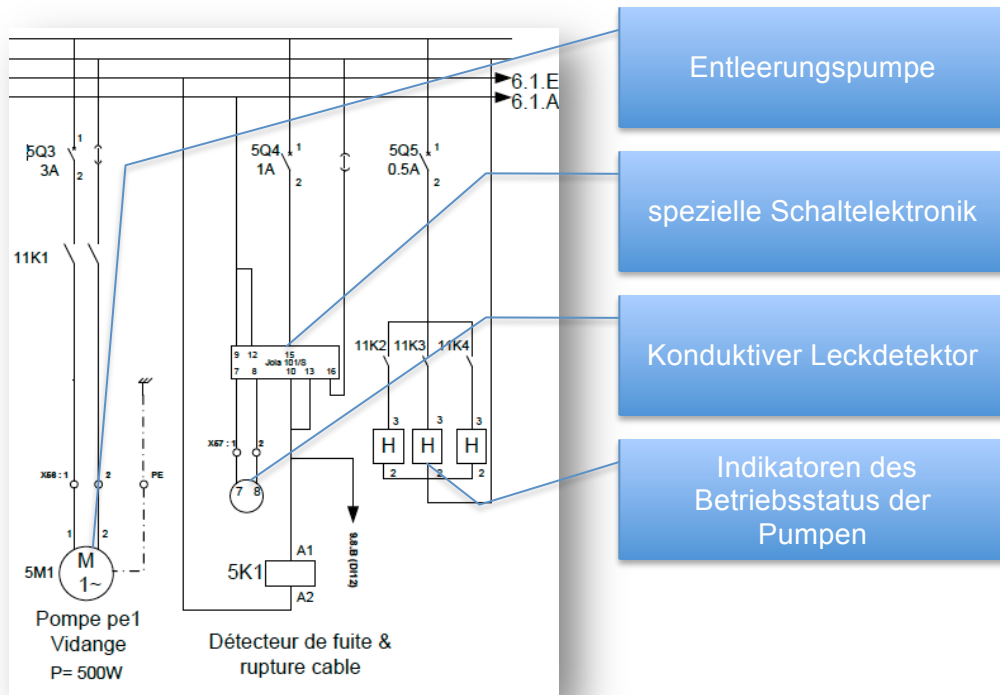 Entleerungspumpe
6.1.E
6.1.A
5Q3 1
3A 2
5Q4 1
1A 2
5Q5 1
0.5A 2
spezielle Schaltelektronik
11K1
Konduktiver Leckdetektor
11K2 11K3 11K4
9 12 15
Jola 101/S
7 8 10 13 16
3 3 3
H H H
2 2 2
X57 : 1 2
X56 : 1 2 PE
7 8
Indikatoren des
Betriebsstatus der
Pumpen
1 2
5M1
M
1~
A1
5K1
A2
9.8.B (DI12)
Pompe pe1
Vidange
P= 500W
Détecteur de fuite &
rupture cable